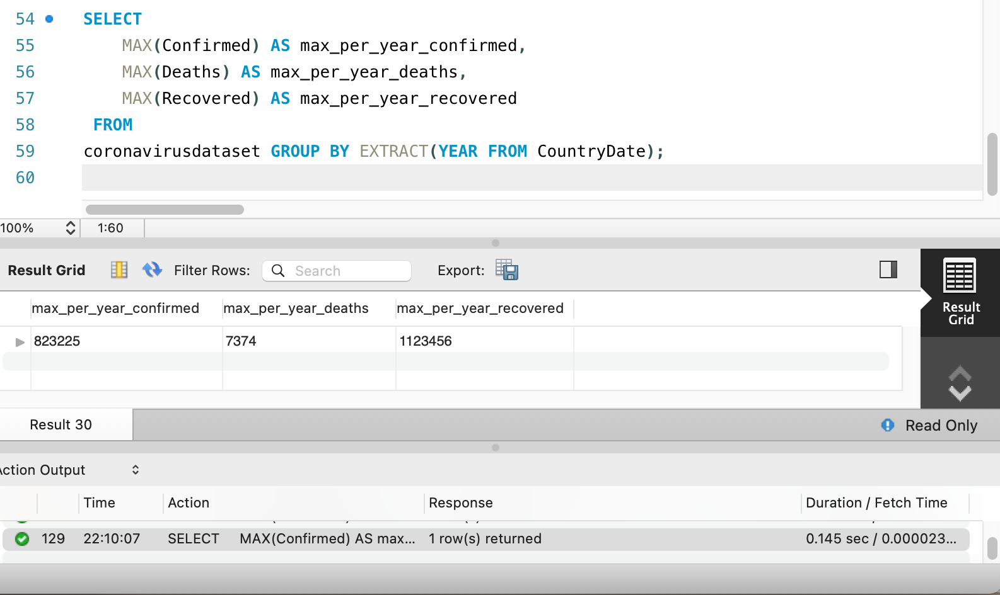 54 SELECT
55 MAX(Confirmed) AS max_per_year_confirmed,
56 MAX(Deaths) AS max_per_year_deaths,
57 MAX(Recovered) AS max_per_year_recovered
58 FROM
59 coronavirusdataset GROUP BY EXTRACT(YEAR FROM CountryDate);
60
100% 1:60
Result Grid Filter Rows: Search Export:
Result Grid
max_per_year_confirmed max_per_year_deaths max_per_year_recovered
823225 7374 1123456
Result 30 Read Only
Action Output
Time Action Response Duration / Fetch Time
129 22:10:07 SELECT MAX(Confirmed) AS max... 1 row(s) returned 0.145 sec / 0.000023...